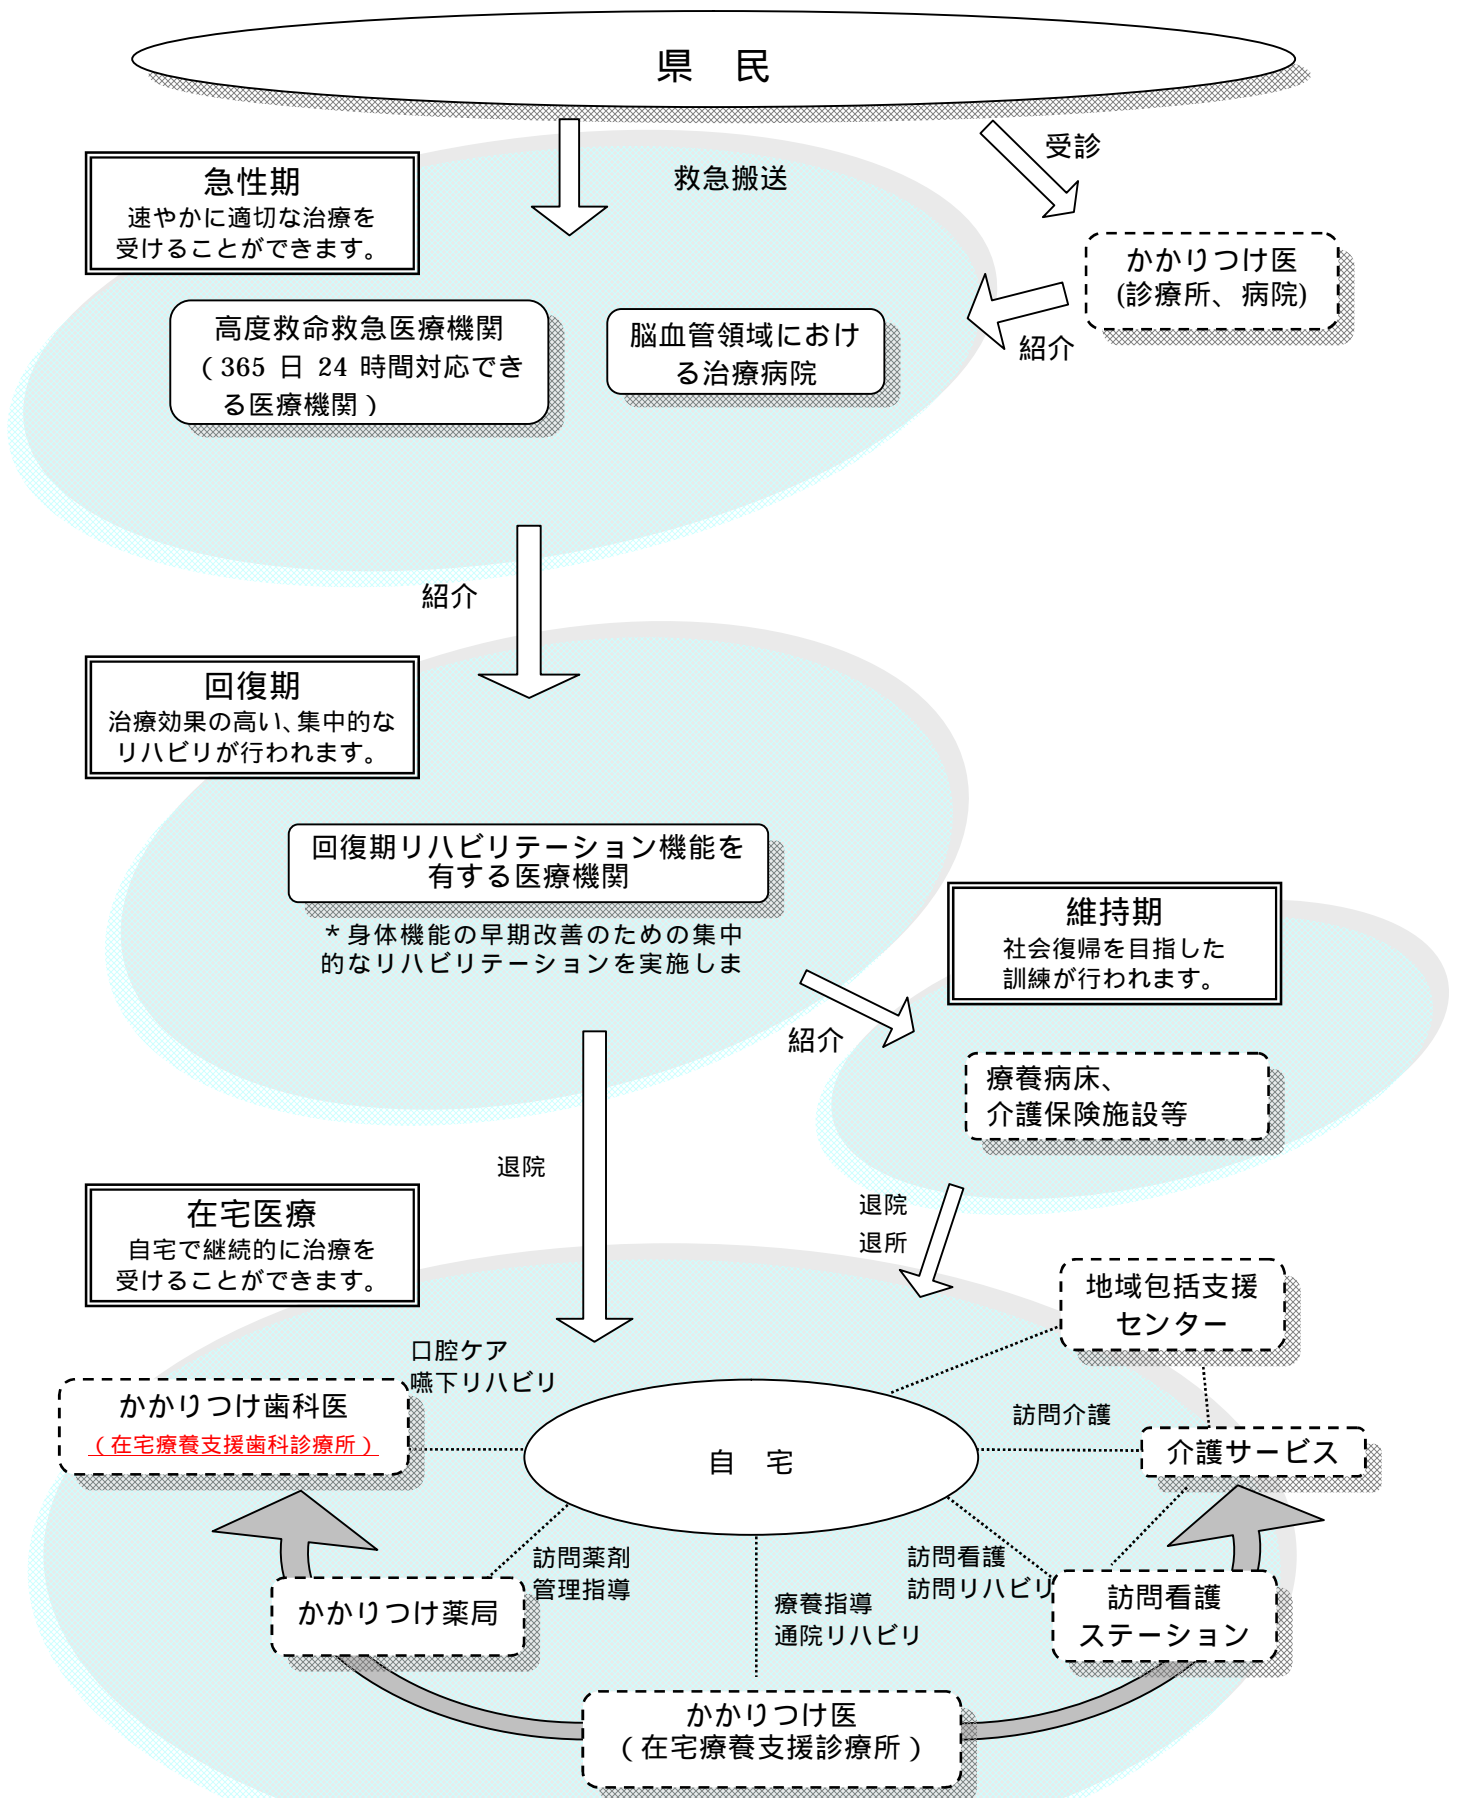 県　民
受診
救急搬送
急性期
速やかに適切な治療を
受けることができます。
かかりつけ医
(診療所、病院)
紹介
高度救命救急医療機関
（365 日 24 時間対応でき
る医療機関）
脳血管領域におけ
る治療病院
紹介
回復期
治療効果の高い、集中的な
リハビリが行われます。
回復期リハビリテーション機能を
有する医療機関
＊身体機能の早期改善のための集中
的なリハビリテーションを実施しま
維持期
社会復帰を目指した
訓練が行われます。
紹介
療養病床、
介護保険施設等
退院
退院
退所
在宅医療
自宅で継続的に治療を
受けることができます。
地域包括支援
センター
口腔ケア
嚥下リハビリ
かかりつけ歯科医
（在宅療養支援歯科診療所）
訪問介護
介護サービス
自　宅
訪問薬剤
管理指導
訪問看護
訪問リハビリ
かかりつけ薬局
療養指導
通院リハビリ
訪問看護
ステーション
かかりつけ医
（在宅療養支援診療所）